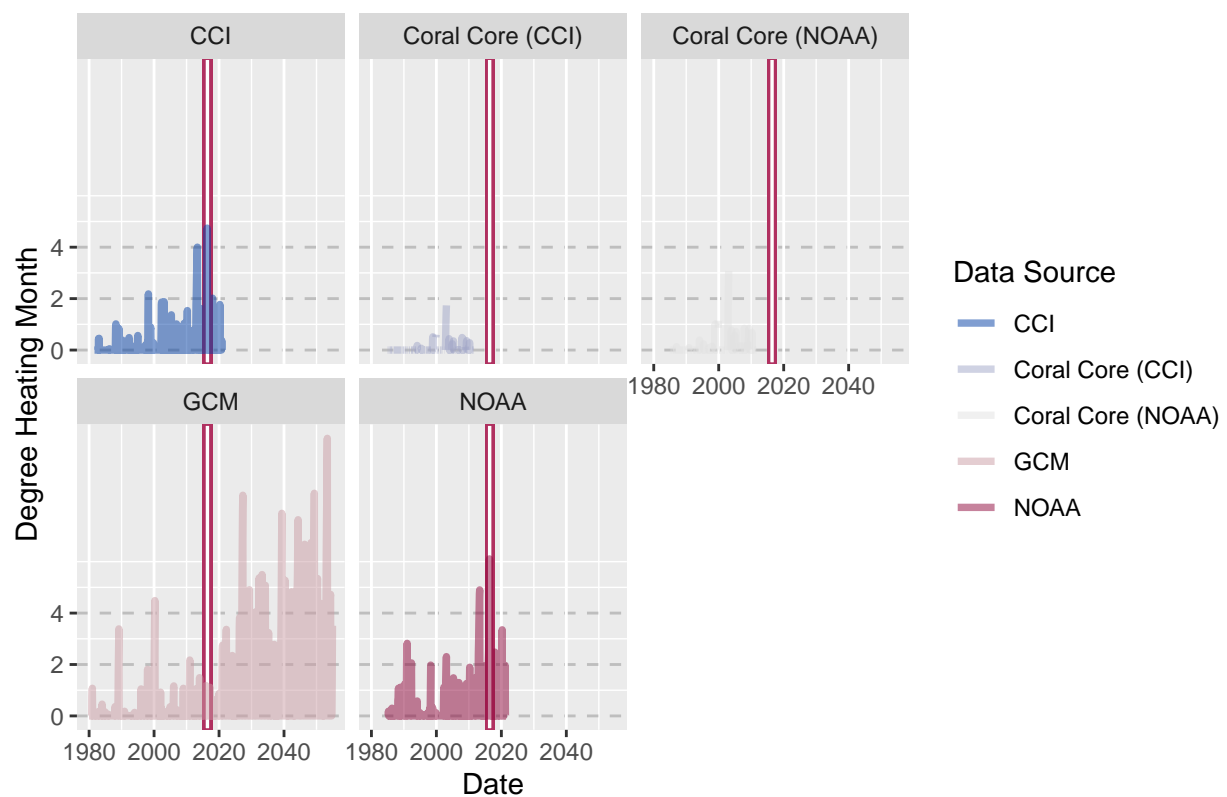 CCI
Coral Core (CCI)
Coral Core (NOAA)
4
2
0
1980 2000 2020 2040
GCM
NOAA
4
2
0
1980 2000 2020 2040
1980 2000 2020 2040
Degree Heating Month
Date
Data Source
CCI
Coral Core (CCI)
Coral Core (NOAA)
GCM
NOAA